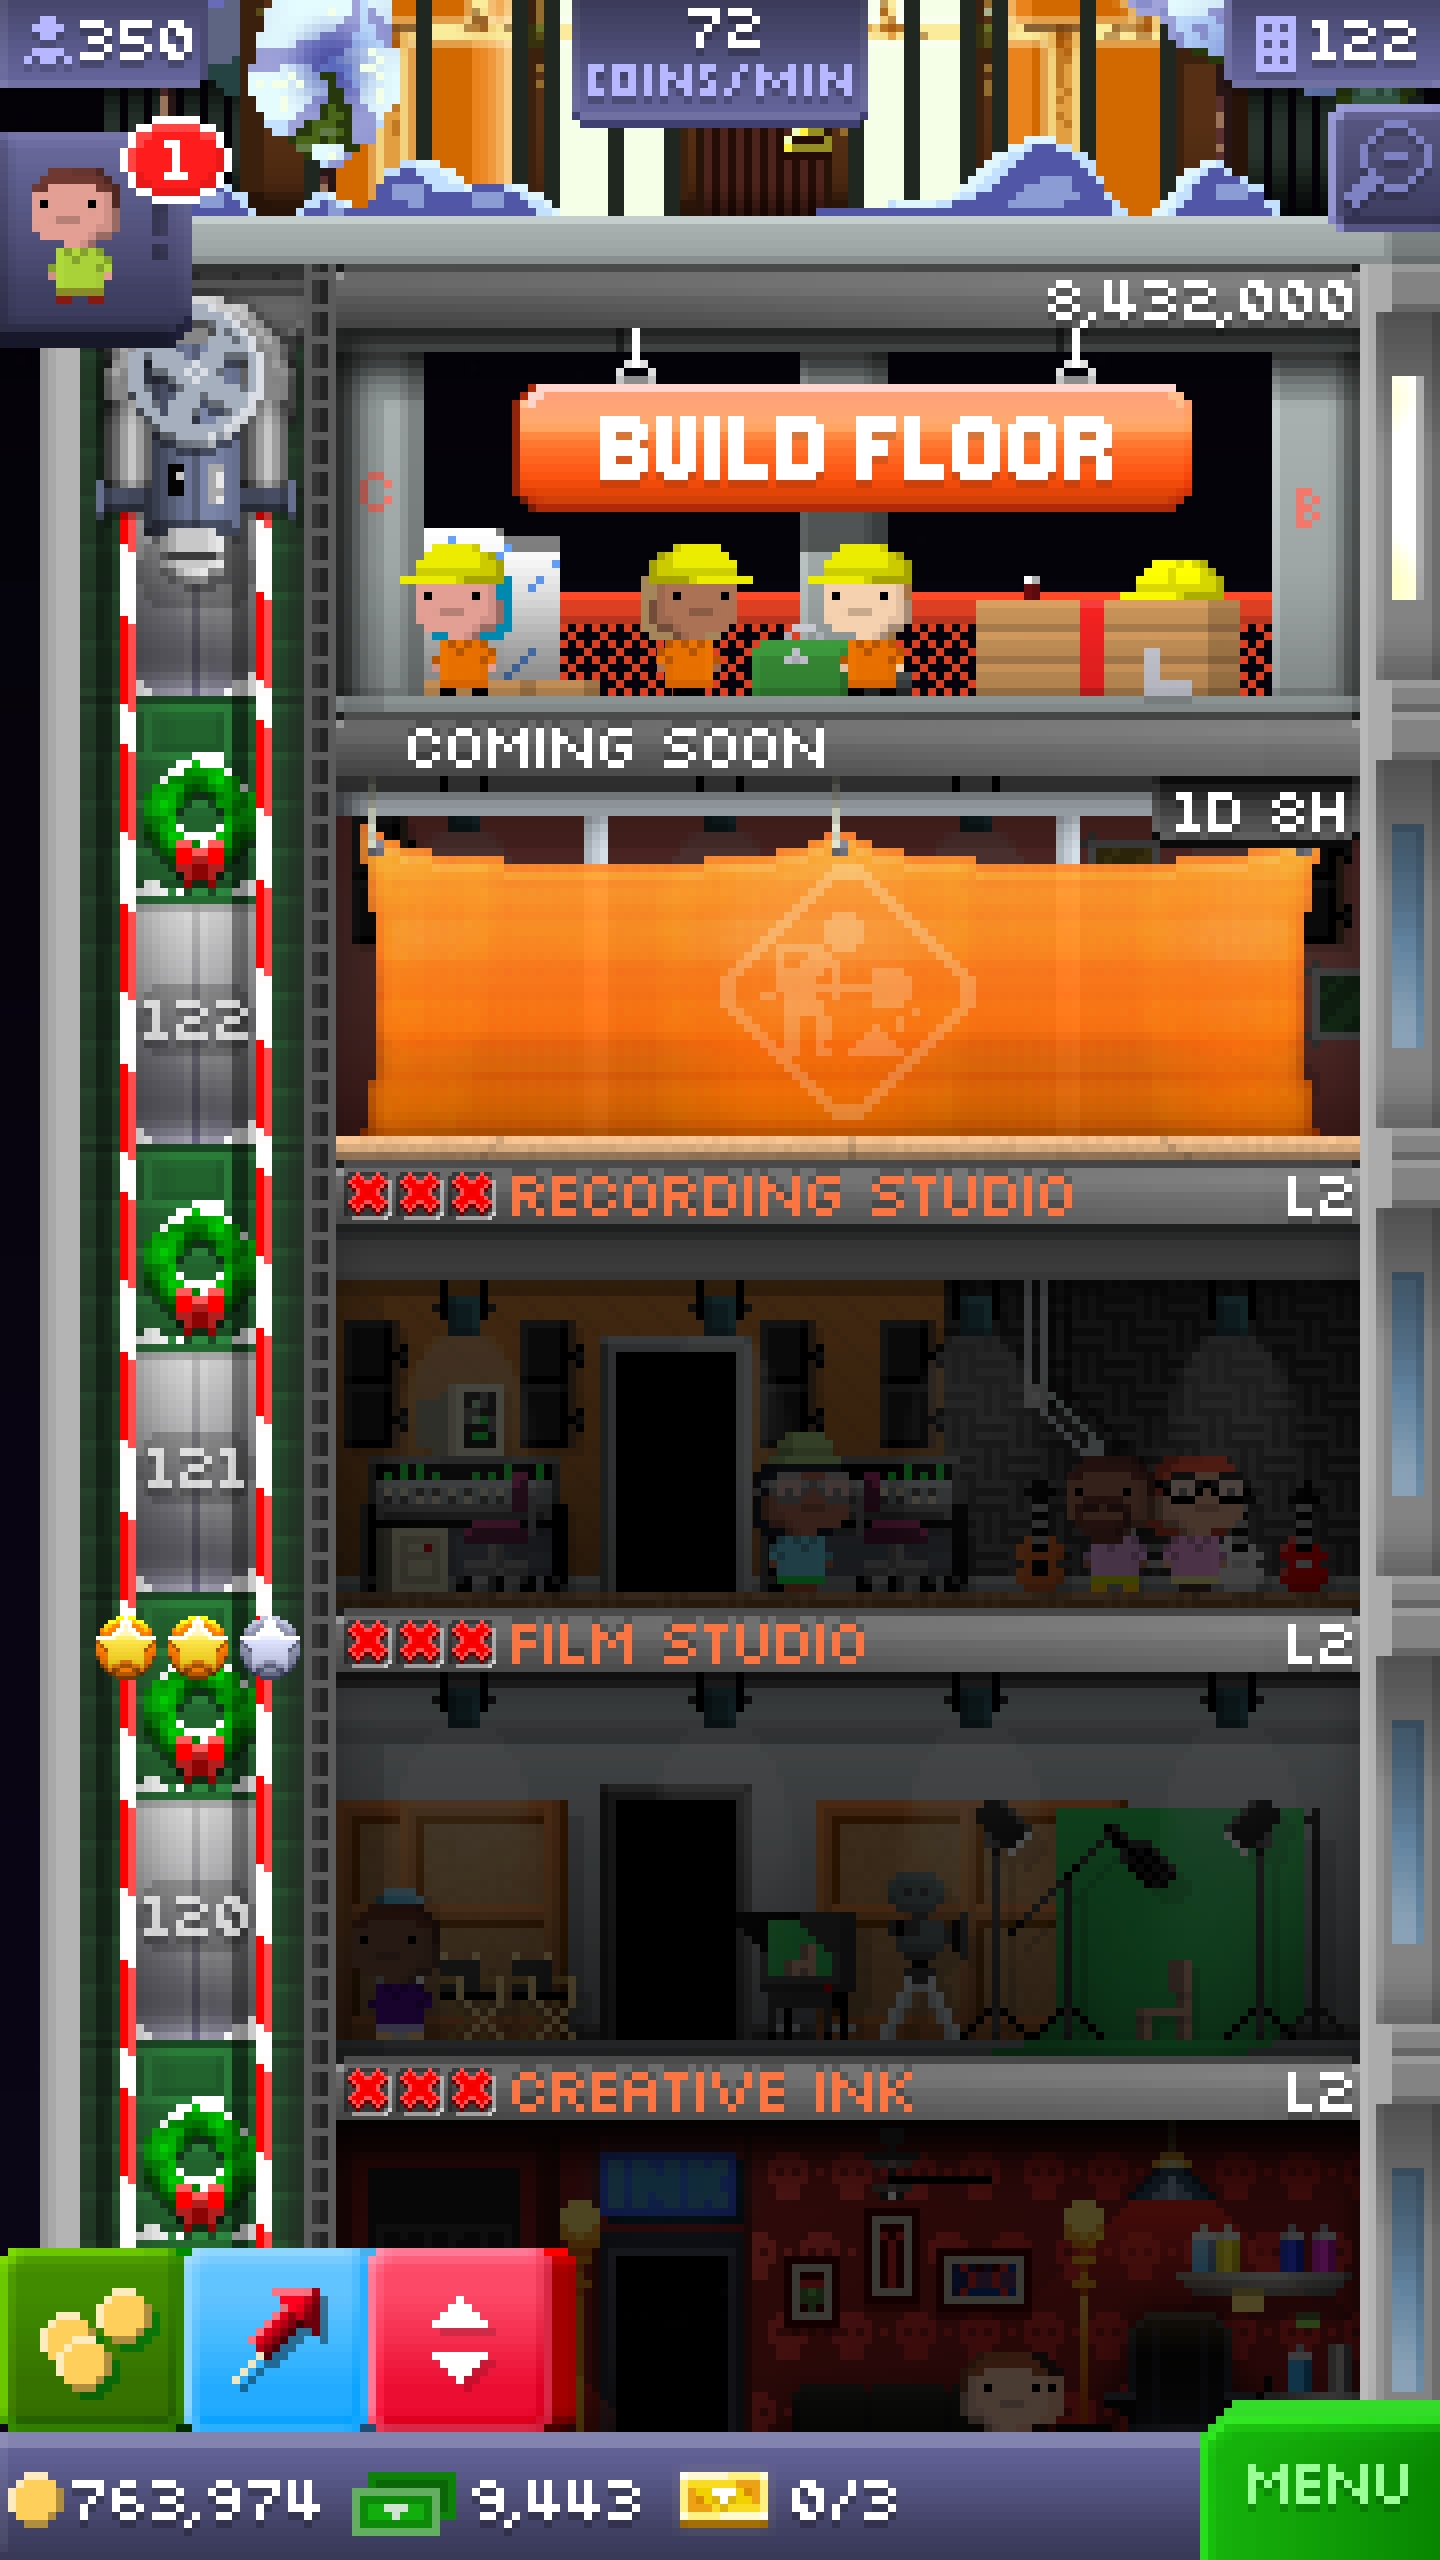 350
72
COINS/MIN
122
1
8,432,000
C
BUILD FLOOR
B
COMING SOON
1D 8H
122
RECORDING STUDIO L2
121
FILM STUDIO L2
120
CREATIVE INK L2
INK
763,974 9,443 0/3
MENU